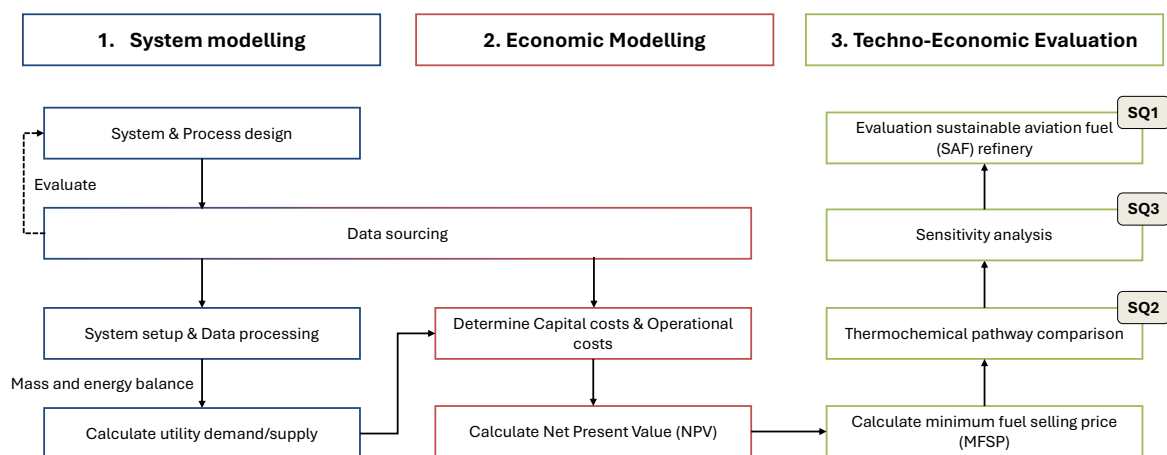 1. System modelling
2. Economic Modelling
3. Techno-Economic Evaluation
System & Process design
Evaluate
Data sourcing
System setup & Data processing
Mass and energy balance
Calculate utility demand/supply
Determine Capital costs & Operational
costs
Calculate Net Present Value (NPV)
SQ1
Evaluation sustainable aviation fuel
(SAF) refinery
SQ3
Sensitivity analysis
SQ2
Thermochemical pathway comparison
Calculate minimum fuel selling price
(MFSP)